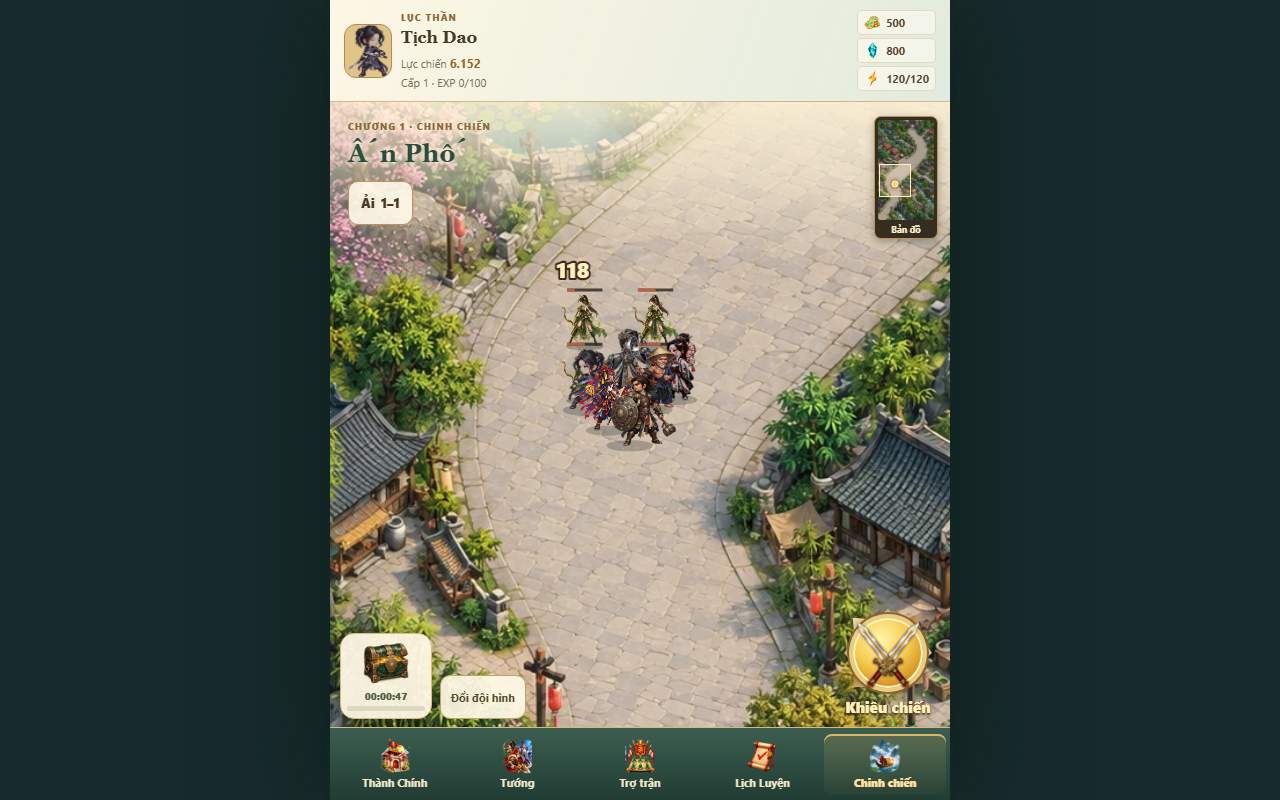 LỤC THẦN
Tịch Dao
Lực chiến 6.152
Cấp 1 · EXP 0/100
500
800
120/120
CHƯƠNG 1 · CHINH CHIẾN
Ấn Phố
Ải 1–1
Bản đồ
118
00:00:47
Đổi đội hình
Khiêu chiến
Thành Chính
Tướng
Trợ trận
Lịch Luyện
Chinh chiến